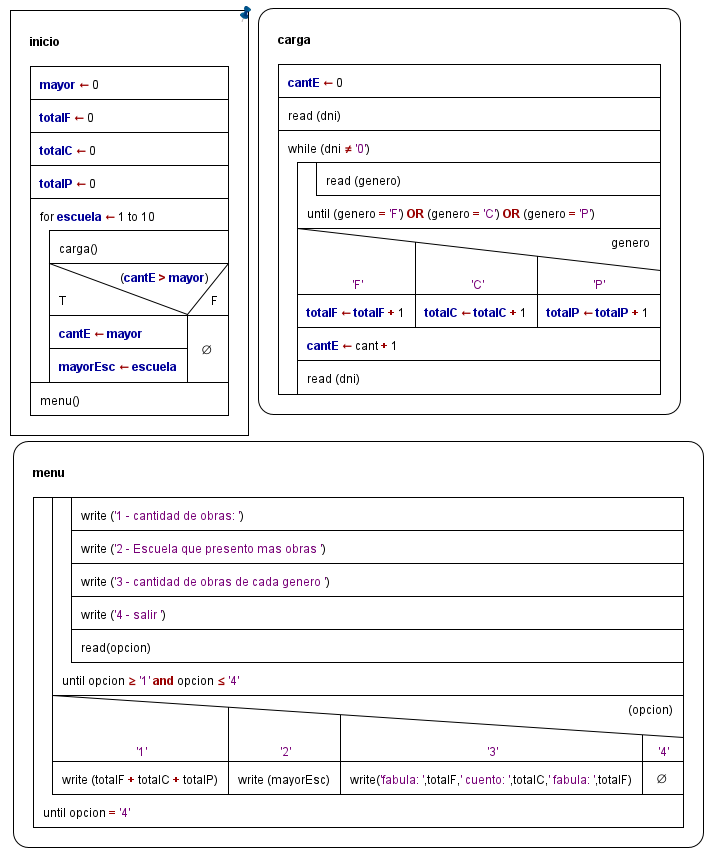 inicio
mayor ← 0
totalF ← 0
totalC ← 0
totalP ← 0
for escuela ← 1 to 10
carga()
(cantE > mayor)
T F
cantE ← mayor
∅
mayorEsc ← escuela
menu()
carga
cantE ← 0
read (dni)
while (dni ≠ '0')
read (genero)
until (genero = 'F') OR (genero = 'C') OR (genero = 'P')
genero
'F' 'C' 'P'
totalF ← totalF + 1 totalC ← totalC + 1 totalP ← totalP + 1
cantE ← cant + 1
read (dni)
menu
write ('1 - cantidad de obras: ')
write ('2 - Escuela que presento mas obras ')
write ('3 - cantidad de obras de cada genero ')
write ('4 - salir ')
read(opcion)
until opcion ≥ '1' and opcion ≤ '4'
(opcion)
'1' '2' '3' '4'
write (totalF + totalC + totalP) write (mayorEsc) write('fabula: ',totalF,' cuento: ',totalC,' fabula: ',totalF) ∅
until opcion = '4'